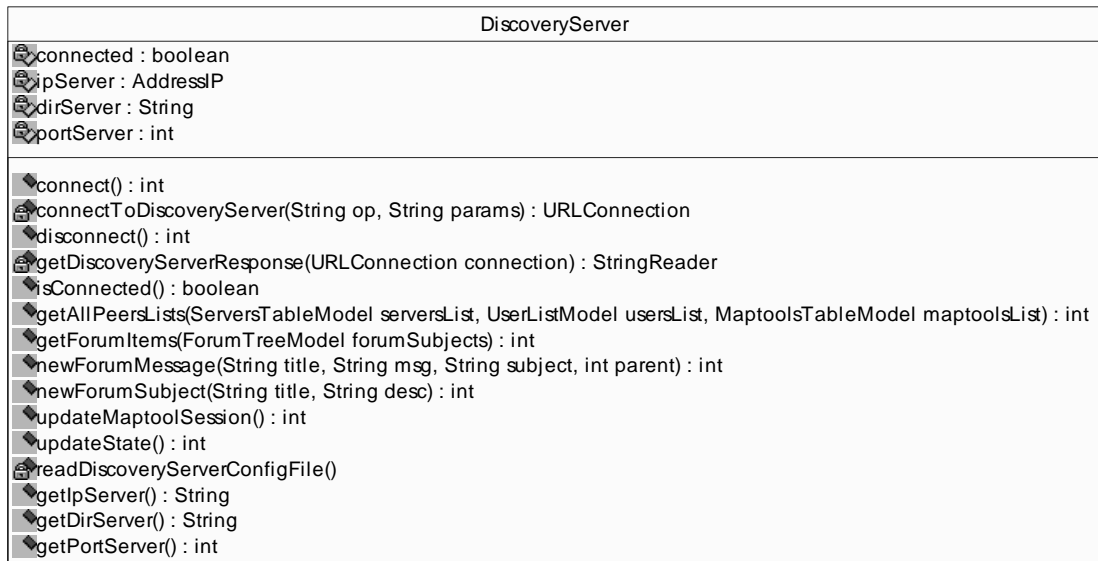 DiscoveryServer
connected : boolean
ipServer : AddressIP
dirServer : String
portServer : int
connect() : int
connectToDiscoveryServer(String op, String params) : URLConnection
disconnect() : int
getDiscoveryServerResponse(URLConnection connection) : StringReader
isConnected() : boolean
getAllPeersLists(ServersTableModel serversList, UserListModel usersList, MaptoolsTableModel maptoolsList) : int
getForumItems(ForumTreeModel forumSubjects) : int
newForumMessage(String title, String msg, String subject, int parent) : int
newForumSubject(String title, String desc) : int
updateMaptoolSession() : int
updateState() : int
readDiscoveryServerConfigFile()
getIpServer() : String
getDirServer() : String
getPortServer() : int